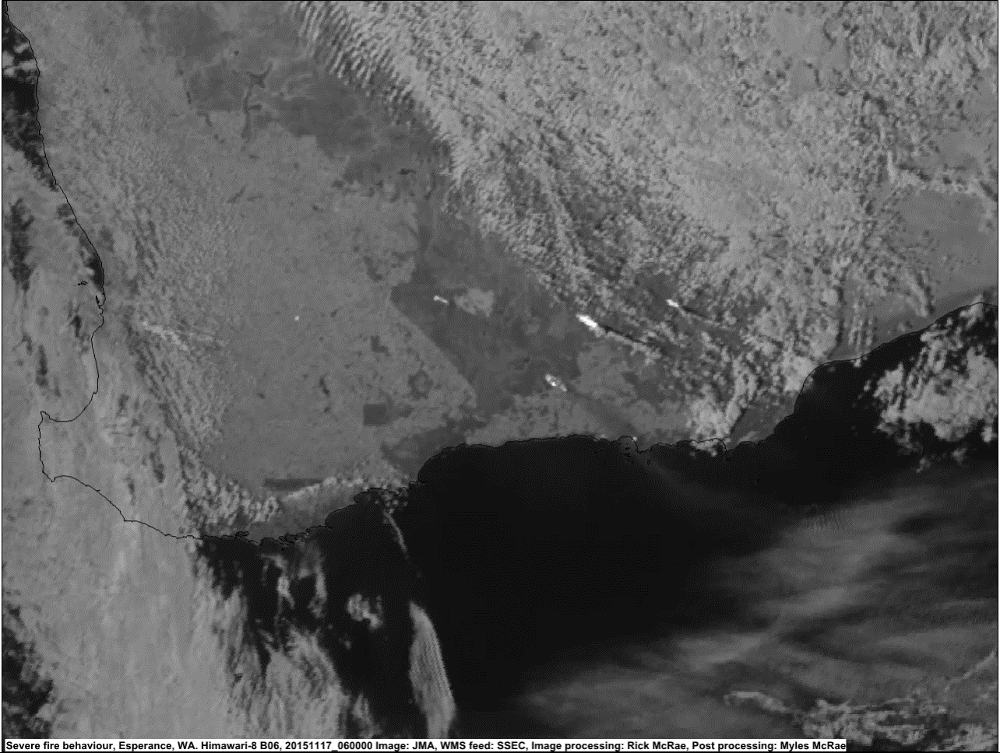 Severe fire behaviour, Esperance, WA. Himawari-8 B06, 20151117_060000 Image: JMA, WMS feed: SSEC, Image processing: Rick McRae, Post processing: Myles McRae